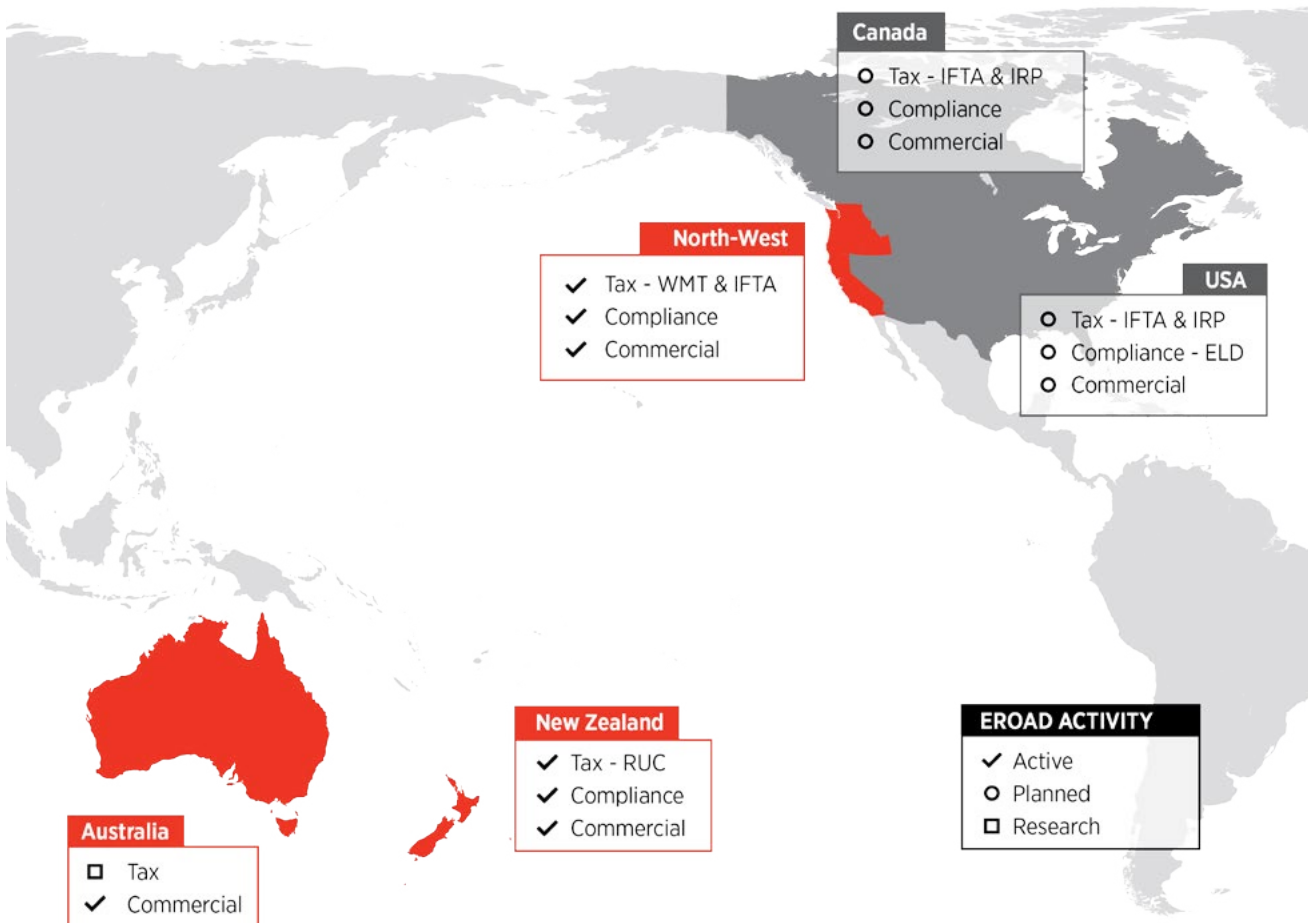 Canada
Tax - IFTA & IRP
Compliance
Commercial
North-West
Tax - WMT & IFTA
Compliance
Commercial
USA
Tax - IFTA & IRP
Compliance - ELD
Commercial
New Zealand
Tax - RUC
Compliance
Commercial
EROAD ACTIVITY
Active
Planned
Research
Australia
Tax
Commercial